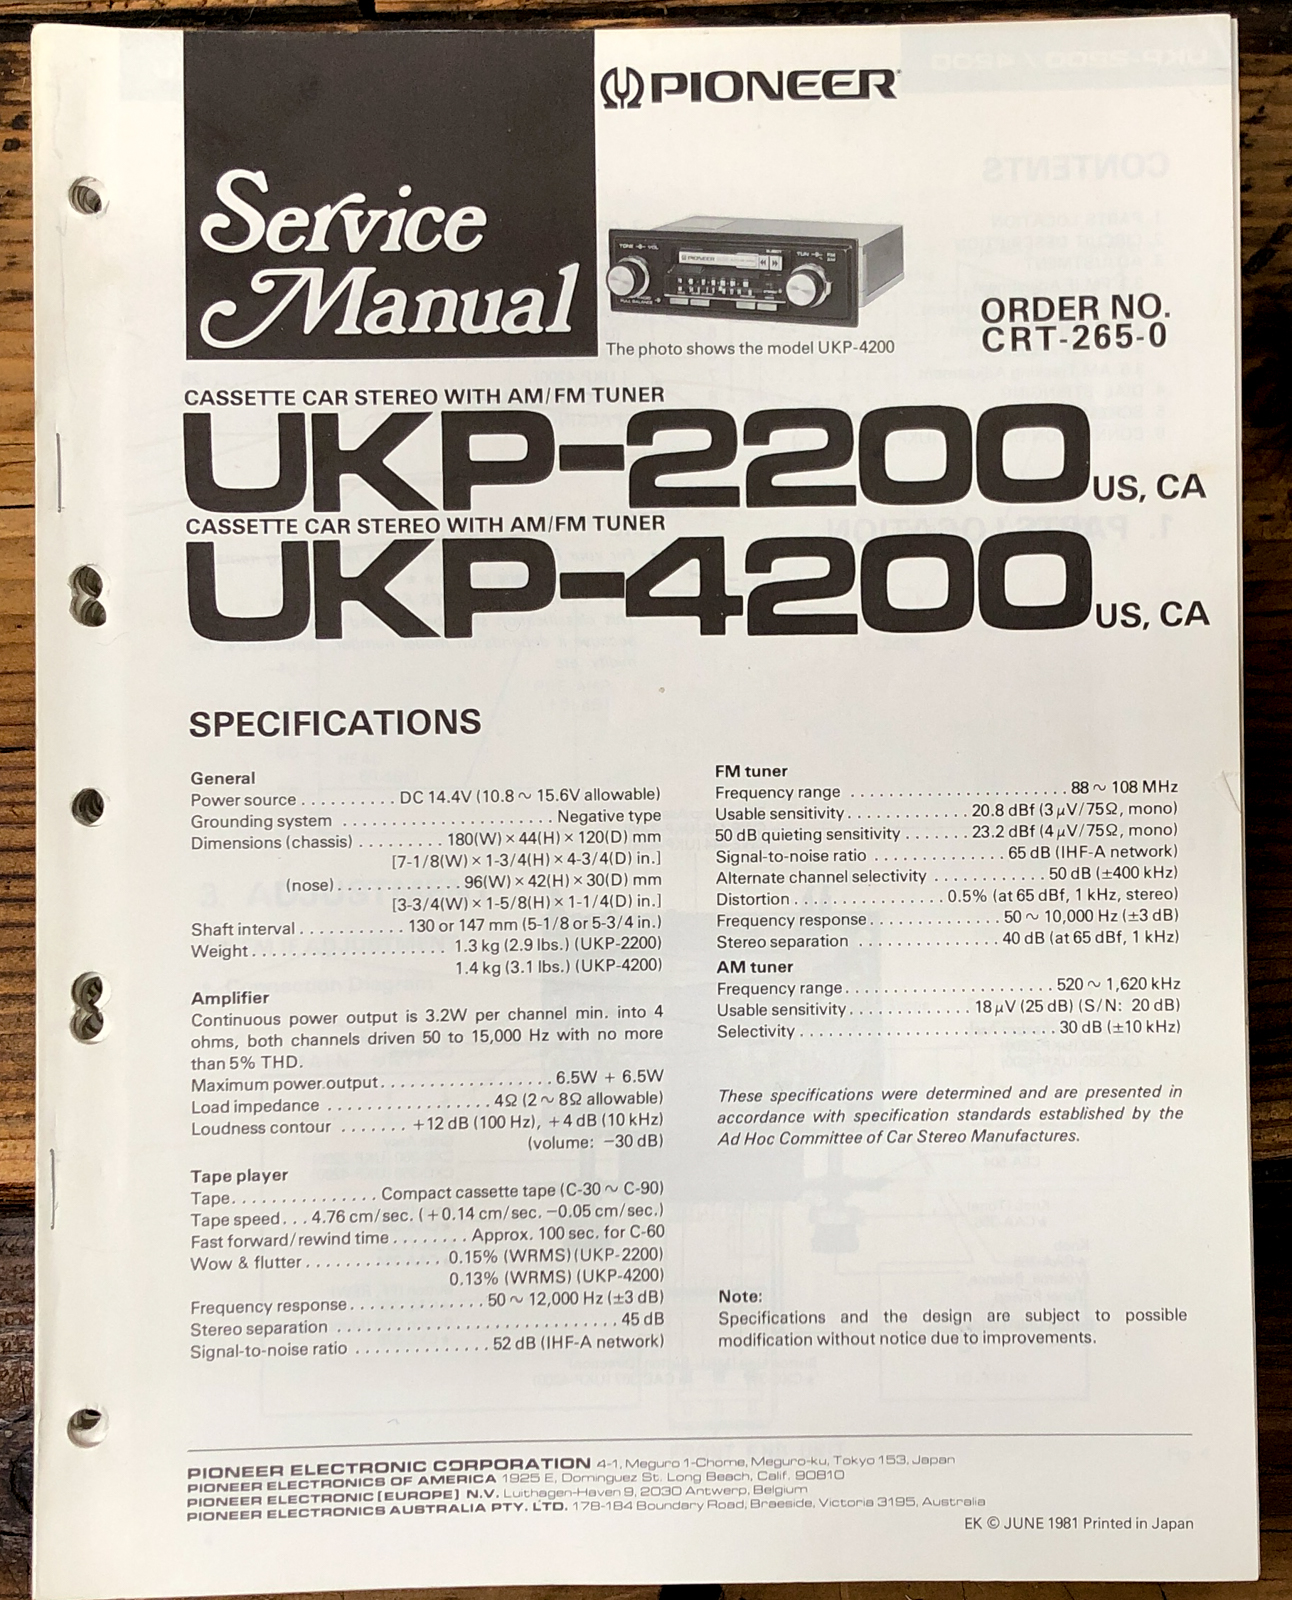 PIONEER
Service
Manual
The photo shows the model UKP-4200
ORDER NO.
CRT-265-0
CASSETTE CAR STEREO WITH AM/FM TUNER
UKP-2200 US, CA
CASSETTE CAR STEREO WITH AM/FM TUNER
UKP-4200 US, CA
SPECIFICATIONS
General
Power source . . . . . . . . . . DC 14.4V (10.8 ~ 15.6V allowable)
Grounding system . . . . . . . . . . . . . . . . . . . . . . Negative type
Dimensions (chassis) . . . . . . . . . 180(W) × 44(H) × 120(D) mm
[7-1/8(W) × 1-3/4(H) × 4-3/4(D) in.]
(nose) . . . . . . . . . . . . . 96(W) × 42(H) × 30(D) mm
[3-3/4(W) × 1-5/8(H) × 1-1/4(D) in.]
Shaft interval . . . . . . . . . . . 130 or 147 mm (5-1/8 or 5-3/4 in.)
Weight . . . . . . . . . . . . . . . . . . . . 1.3 kg (2.9 lbs.) (UKP-2200)
1.4 kg (3.1 lbs.) (UKP-4200)
Amplifier
Continuous power output is 3.2W per channel min. into 4
ohms, both channels driven 50 to 15,000 Hz with no more
than 5% THD.
Maximum power output . . . . . . . . . . . . . . . . . . 6.5W + 6.5W
Load impedance . . . . . . . . . . . . . . . . . 4Ω (2 ~ 8Ω allowable)
Loudness contour . . . . . . . +12 dB (100 Hz), +4 dB (10 kHz)
(volume: −30 dB)
Tape player
Tape . . . . . . . . . . . . . . . Compact cassette tape (C-30 ~ C-90)
Tape speed . . . 4.76 cm/sec. (+0.14 cm/sec. −0.05 cm/sec.)
Fast forward/rewind time . . . . . . . . Approx. 100 sec. for C-60
Wow & flutter . . . . . . . . . . . . . . 0.15% (WRMS) (UKP-2200)
0.13% (WRMS) (UKP-4200)
Frequency response . . . . . . . . . . . . . . 50 ~ 12,000 Hz (±3 dB)
Stereo separation . . . . . . . . . . . . . . . . . . . . . . . . . . . . 45 dB
Signal-to-noise ratio . . . . . . . . . . . . . . 52 dB (IHF-A network)
FM tuner
Frequency range . . . . . . . . . . . . . . . . . . . . . . . 88 ~ 108 MHz
Usable sensitivity . . . . . . . . . . . . . 20.8 dBf (3 μV/75Ω, mono)
50 dB quieting sensitivity . . . . . . . 23.2 dBf (4 μV/75Ω, mono)
Signal-to-noise ratio . . . . . . . . . . . . . . 65 dB (IHF-A network)
Alternate channel selectivity . . . . . . . . . . . . 50 dB (±400 kHz)
Distortion . . . . . . . . . . . . . . . . 0.5% (at 65 dBf, 1 kHz, stereo)
Frequency response . . . . . . . . . . . . . . 50 ~ 10,000 Hz (±3 dB)
Stereo separation . . . . . . . . . . . . . . . 40 dB (at 65 dBf, 1 kHz)
AM tuner
Frequency range . . . . . . . . . . . . . . . . . . . . . . 520 ~ 1,620 kHz
Usable sensitivity . . . . . . . . . . . . . 18 μV (25 dB) (S/N: 20 dB)
Selectivity . . . . . . . . . . . . . . . . . . . . . . . . . . . 30 dB (±10 kHz)
These specifications were determined and are presented in
accordance with specification standards established by the
Ad Hoc Committee of Car Stereo Manufactures.
Note:
Specifications and the design are subject to possible
modification without notice due to improvements.
PIONEER ELECTRONIC CORPORATION 4-1, Meguro 1-Chome, Meguro-ku, Tokyo 153, Japan
PIONEER ELECTRONICS OF AMERICA 1925 E, Dominguez St. Long Beach, Calif. 90810
PIONEER ELECTRONIC [EUROPE] N.V. Luithagen-Haven 9, 2030 Antwerp, Belgium
PIONEER ELECTRONICS AUSTRALIA PTY. LTD. 178-184 Boundary Road, Braeside, Victoria 3195, Australia
EK © JUNE 1981 Printed in Japan